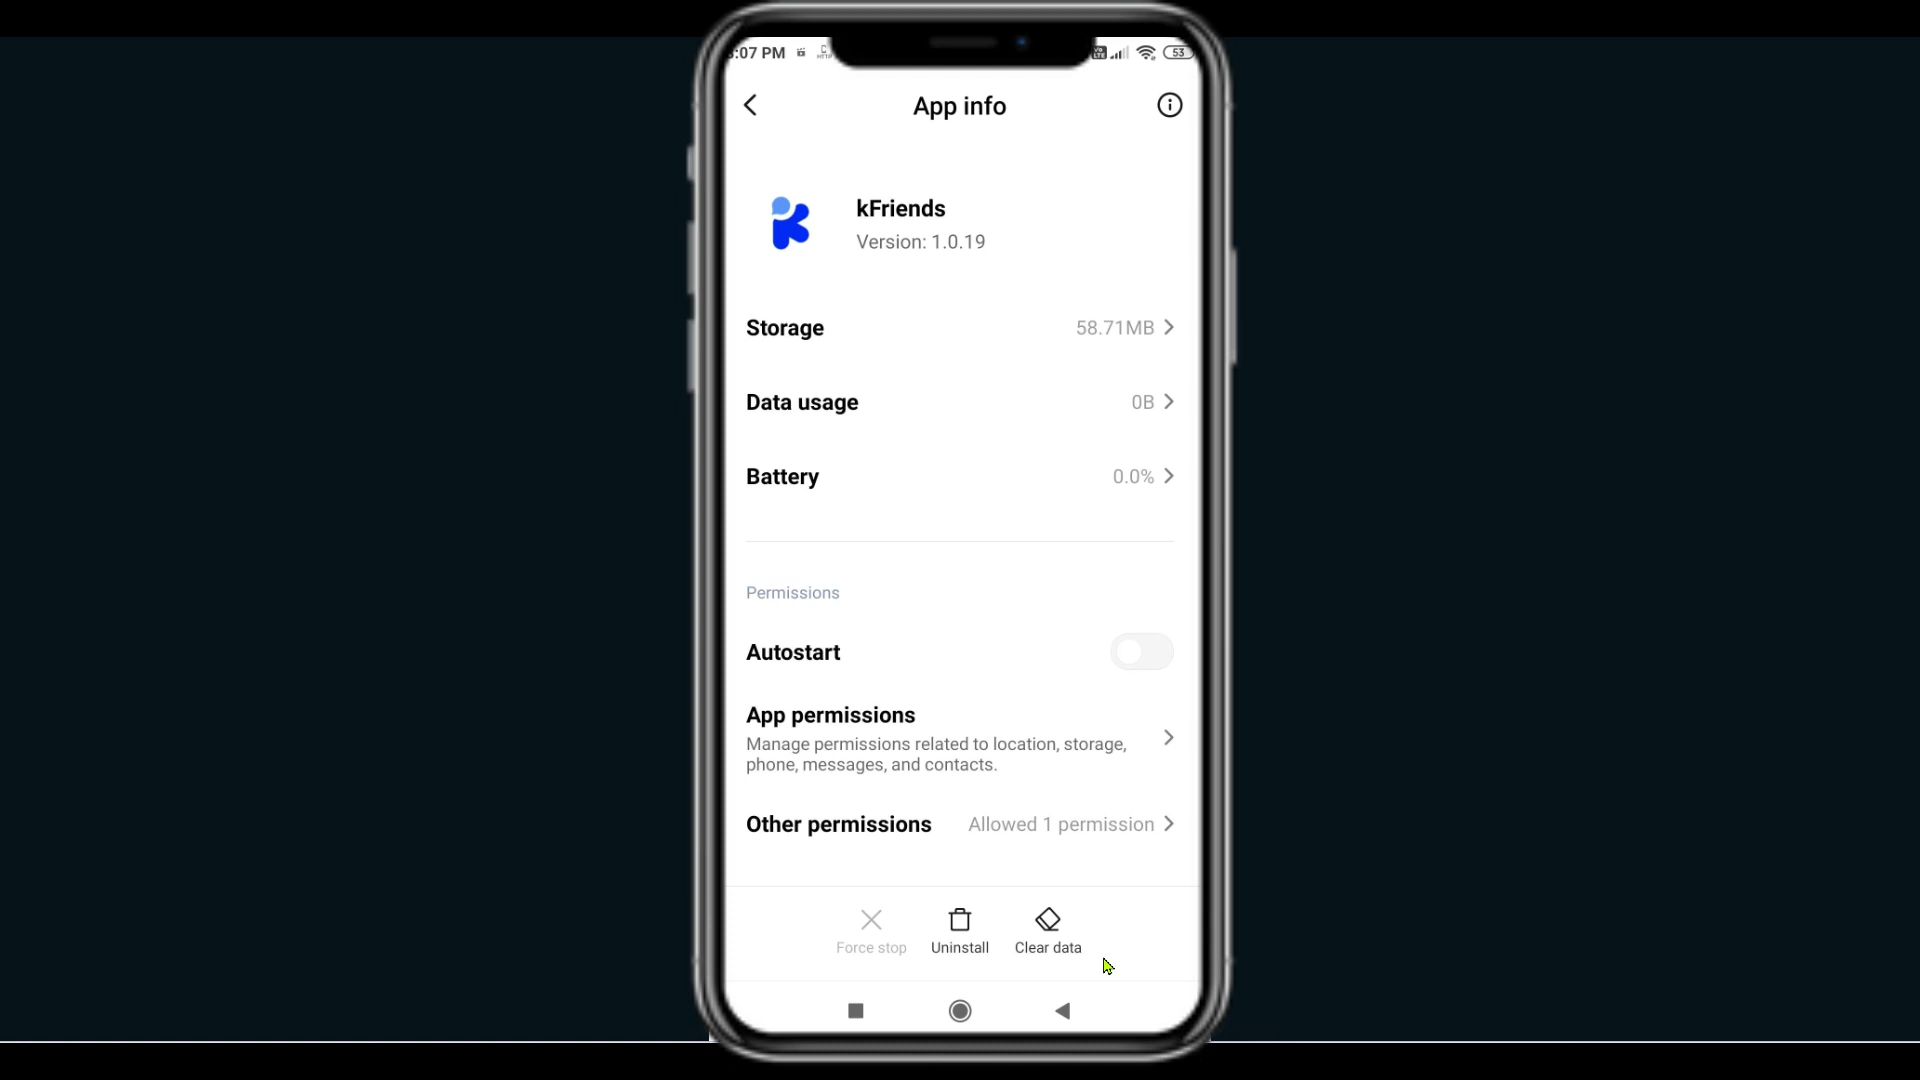 :07 PM
53
App info
kFriends
Version: 1.0.19
Storage 58.71MB
Data usage 0B
Battery 0.0%
Permissions
Autostart
App permissions
Manage permissions related to location, storage,
phone, messages, and contacts.
Other permissions Allowed 1 permission
Force stop Uninstall Clear data